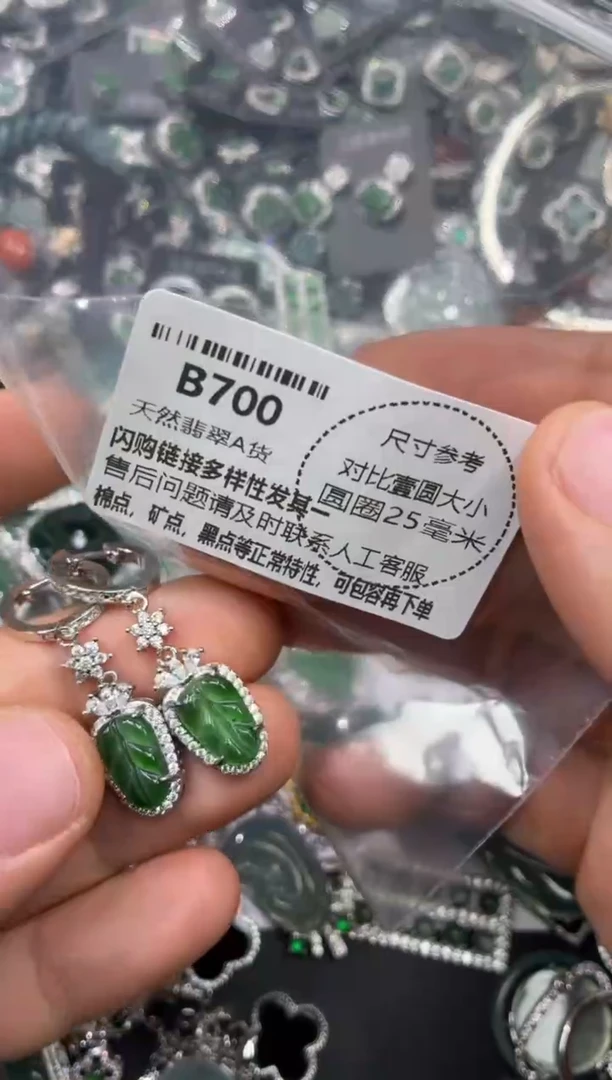 B700
天然翡翠A货
闪购链接多样性发其一
售后问题请及时联系人工客服
棉点，矿点，黑点等正常特性，可包容再下单
尺寸参考
对比壹圆大小
圆圈25毫米